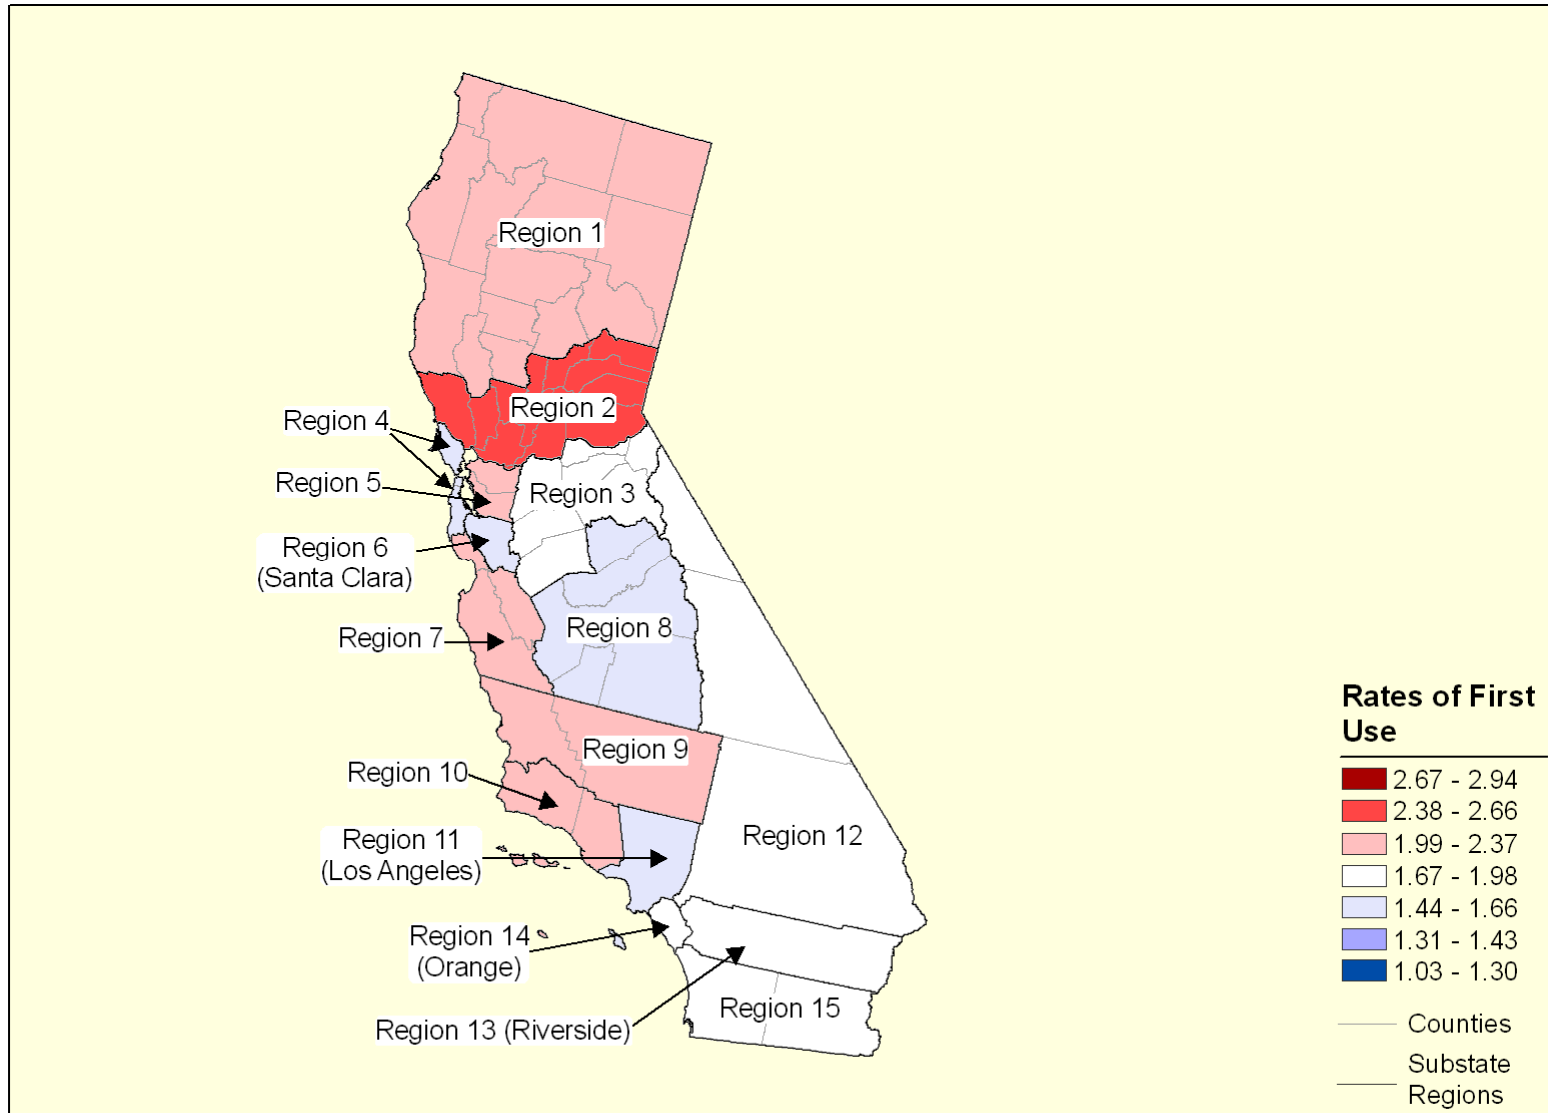 Region 1
Region 2
Region 4
Region 5
Region 3
Region 6
(Santa Clara)
Region 7
Region 8
Region 9
Region 10
Region 11
(Los Angeles)
Region 12
Region 14
(Orange)
Region 15
Region 13 (Riverside)
Rates of First
Use
2.67 - 2.94
2.38 - 2.66
1.99 - 2.37
1.67 - 1.98
1.44 - 1.66
1.31 - 1.43
1.03 - 1.30
Counties
Substate
Regions